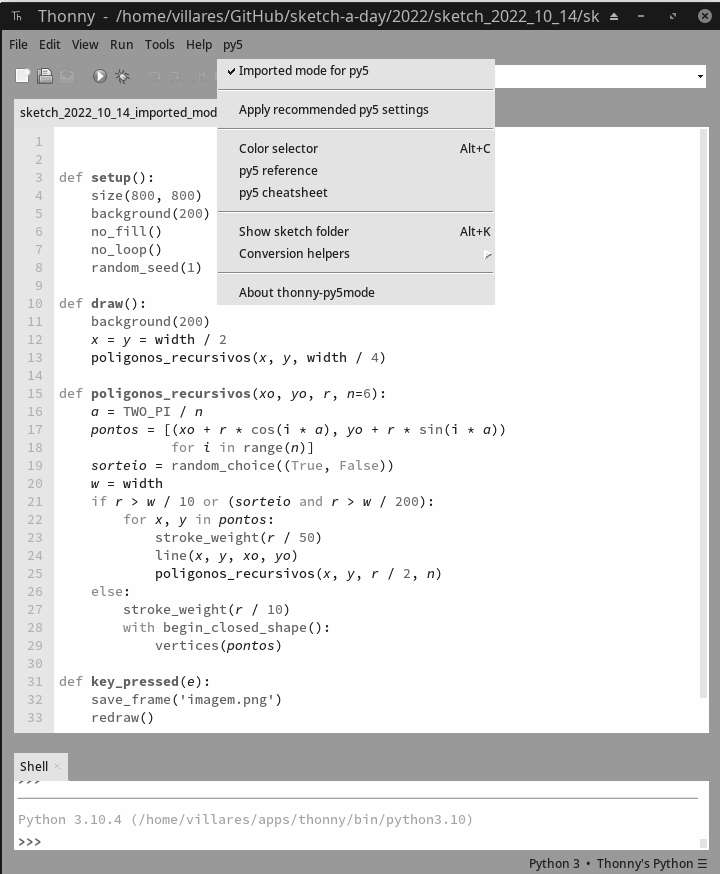 Th Thonny - /home/villares/GitHub/sketch-a-day/2022/sketch_2022_10_14/sk
File Edit View Run Tools Help py5
✔ Imported mode for py5
Apply recommended py5 settings
sketch_2022_10_14_imported_mod
Color selector Alt+C
py5 reference
py5 cheatsheet
Show sketch folder Alt+K
Conversion helpers
About thonny-py5mode
1
2
3 def setup():
4 size(800, 800)
5 background(200)
6 no_fill()
7 no_loop()
8 random_seed(1)
9
10 def draw():
11 background(200)
12 x = y = width / 2
13 poligonos_recursivos(x, y, width / 4)
14
15 def poligonos_recursivos(xo, yo, r, n=6):
16 a = TWO_PI / n
17 pontos = [(xo + r * cos(i * a), yo + r * sin(i * a))
18 for i in range(n)]
19 sorteio = random_choice((True, False))
20 w = width
21 if r > w / 10 or (sorteio and r > w / 200):
22 for x, y in pontos:
23 stroke_weight(r / 50)
24 line(x, y, xo, yo)
25 poligonos_recursivos(x, y, r / 2, n)
26 else:
27 stroke_weight(r / 10)
28 with begin_closed_shape():
29 vertices(pontos)
30
31 def key_pressed(e):
32 save_frame('imagem.png')
33 redraw()
Shell ×
>>>
Python 3.10.4 (/home/villares/apps/thonny/bin/python3.10)
>>>
Python 3 • Thonny's Python ☰